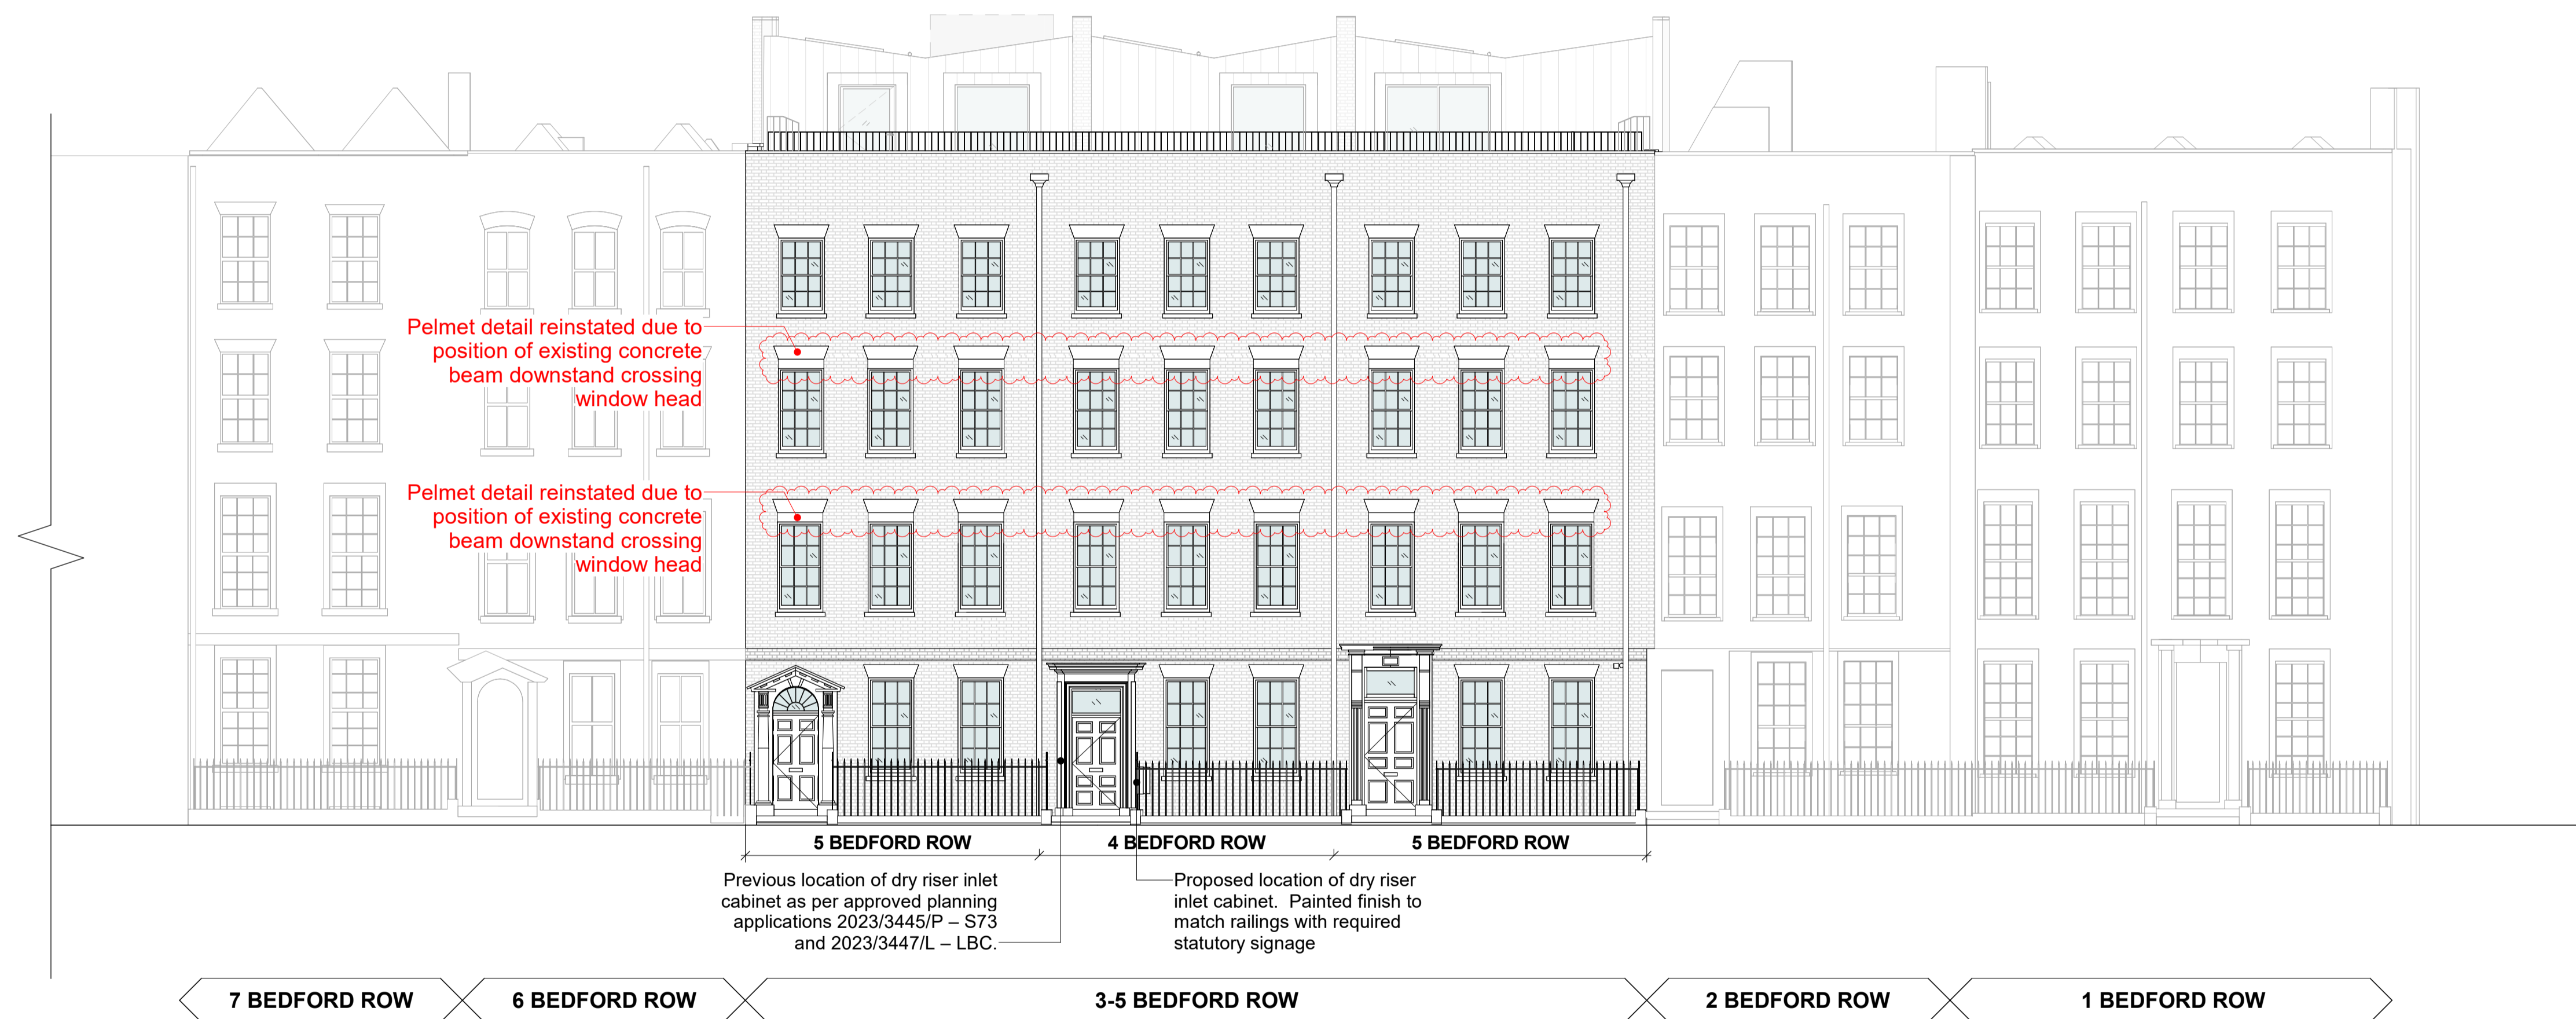 Pelmet detail reinstated due to
position of existing concrete
beam downstand crossing
window head
Pelmet detail reinstated due to
position of existing concrete
beam downstand crossing
window head
5 BEDFORD ROW
4 BEDFORD ROW
5 BEDFORD ROW
Previous location of dry riser inlet
cabinet as per approved planning
applications 2023/3445/P – S73
and 2023/3447/L – LBC.
Proposed location of dry riser
inlet cabinet. Painted finish to
match railings with required
statutory signage
7 BEDFORD ROW
6 BEDFORD ROW
3-5 BEDFORD ROW
2 BEDFORD ROW
1 BEDFORD ROW